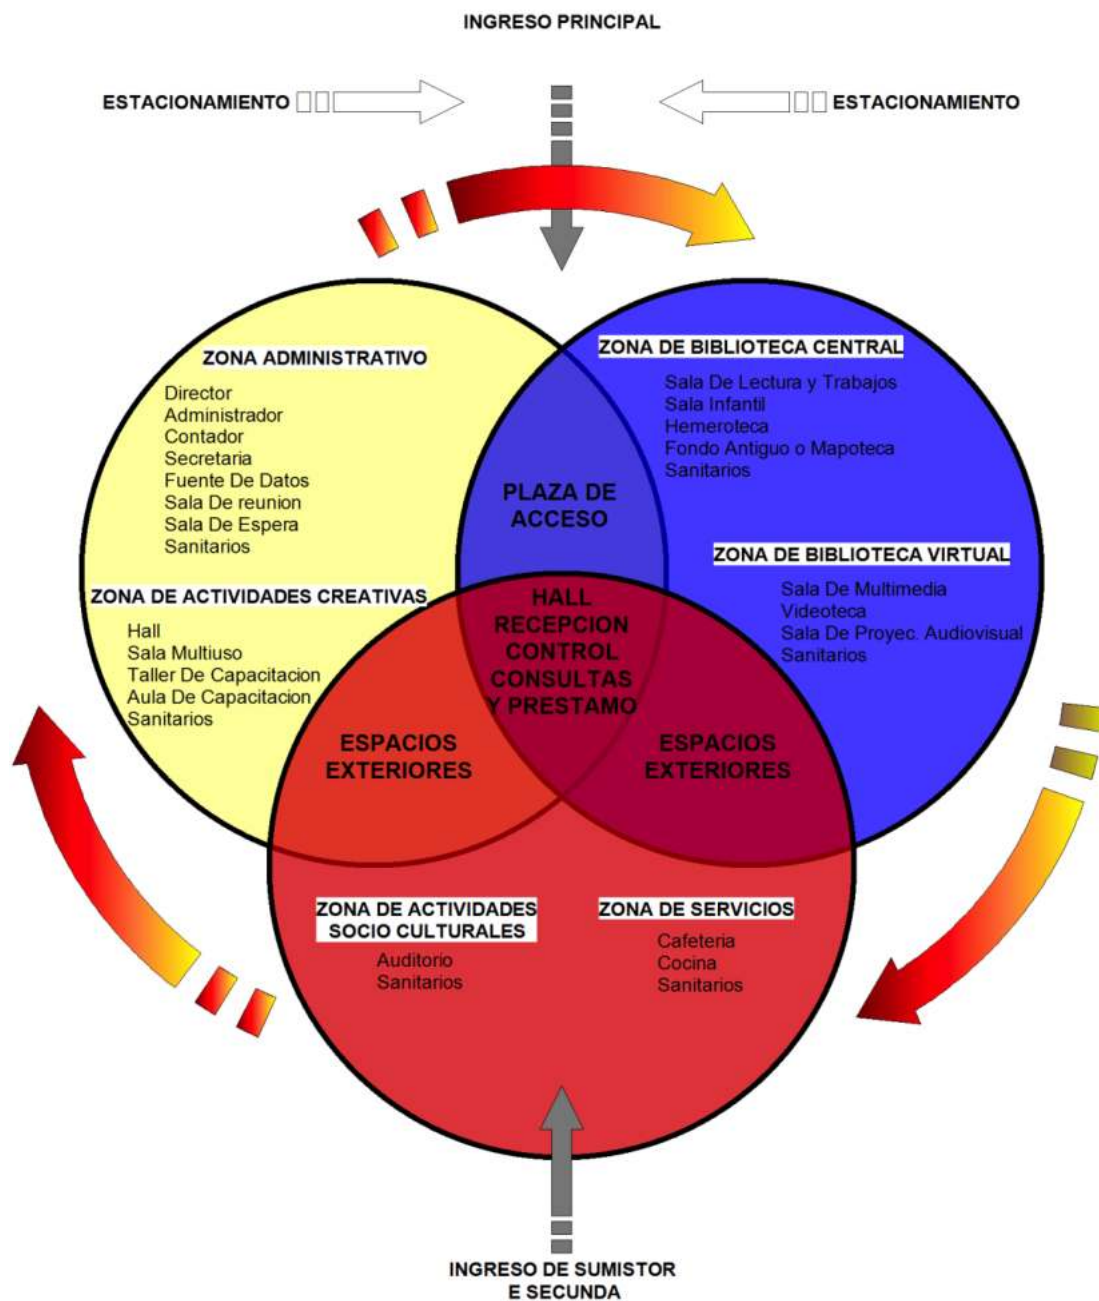 INGRESO PRINCIPAL
ESTACIONAMIENTO
ESTACIONAMIENTO
ZONA ADMINISTRATIVO
Director
Administrador
Contador
Secretaria
Fuente De Datos
Sala De reunion
Sala De Espera
Sanitarios
ZONA DE ACTIVIDADES CREATIVAS
Hall
Sala Multiuso
Taller De Capacitacion
Aula De Capacitacion
Sanitarios
PLAZA DE
ACCESO
ZONA DE BIBLIOTECA CENTRAL
Sala De Lectura y Trabajos
Sala Infantil
Hemeroteca
Fondo Antiguo o Mapoteca
Sanitarios
ZONA DE BIBLIOTECA VIRTUAL
Sala De Multimedia
Videoteca
Sala De Proyec. Audiovisual
Sanitarios
HALL
RECEPCION
CONTROL
CONSULTAS
Y PRESTAMO
ESPACIOS
EXTERIORES
ESPACIOS
EXTERIORES
ZONA DE ACTIVIDADES
SOCIO CULTURALES
Auditorio
Sanitarios
ZONA DE SERVICIOS
Cafeteria
Cocina
Sanitarios
INGRESO DE SUMISTOR
E SECUNDA